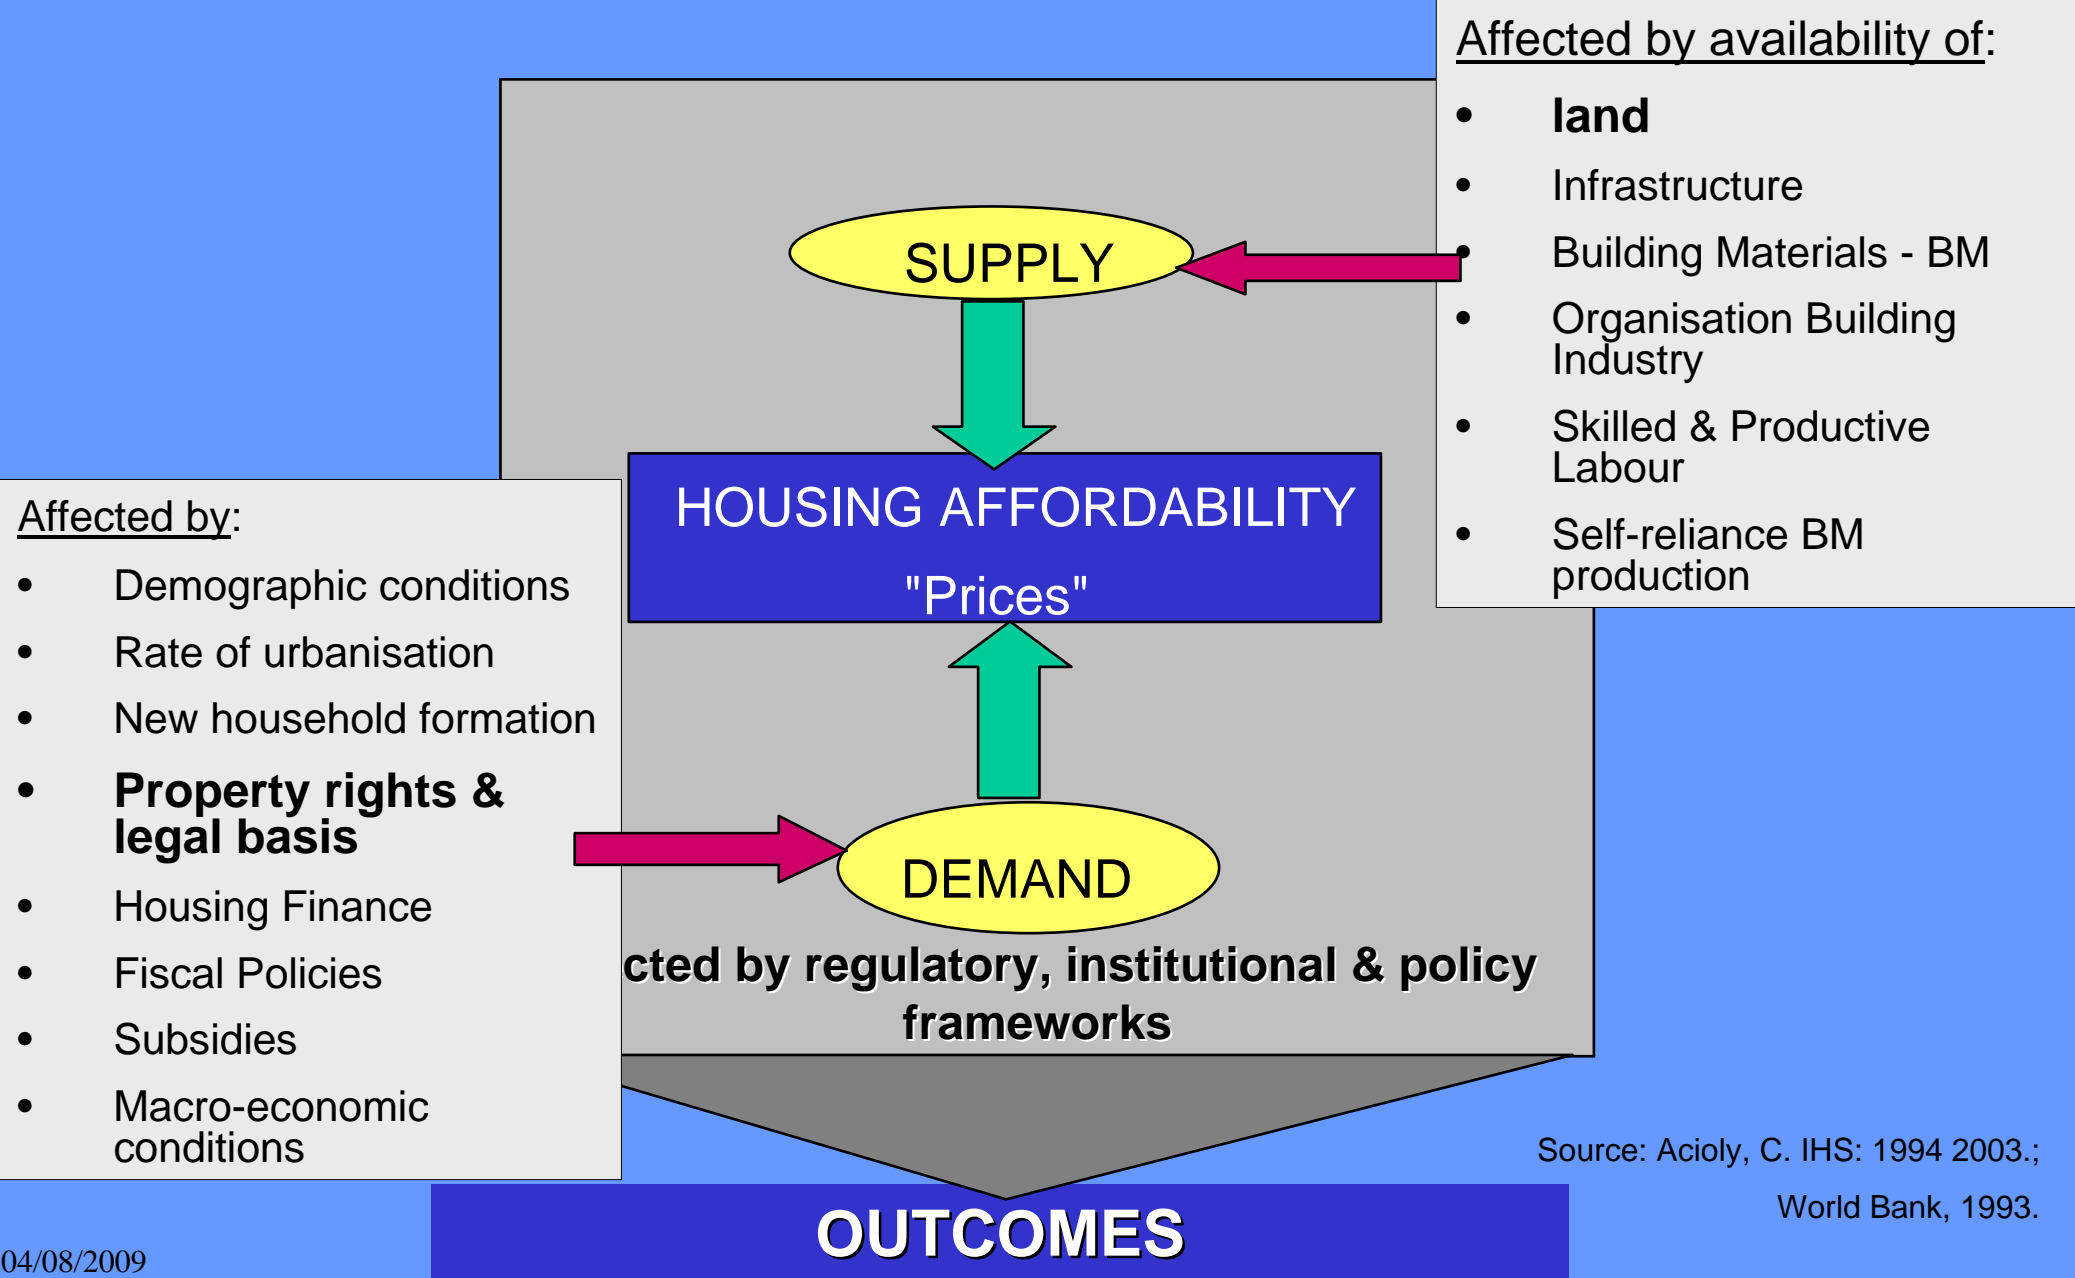 Affected by availability of:
• land
• Infrastructure
• Building Materials - BM
• Organisation Building
Industry
• Skilled & Productive
Labour
• Self-reliance BM
production
SUPPLY
HOUSING AFFORDABILITY
"Prices"
Affected by:
• Demographic conditions
• Rate of urbanisation
• New household formation
• Property rights &
legal basis
• Housing Finance
• Fiscal Policies
• Subsidies
• Macro-economic
conditions
DEMAND
cted by regulatory, institutional & policy
frameworks
Source: Acioly, C. IHS: 1994 2003.;
World Bank, 1993.
OUTCOMES
04/08/2009